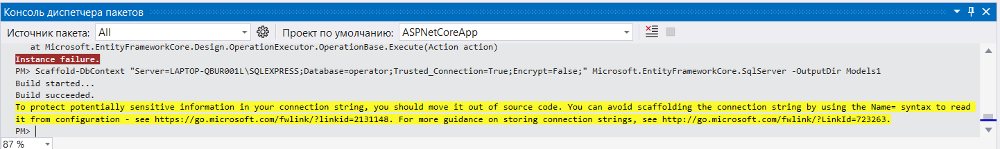 Консоль диспетчера пакетов
Источник пакета: All Проект по умолчанию: ASPNetCoreApp
at Microsoft.EntityFrameworkCore.Design.OperationExecutor.OperationBase.Execute(Action action)
Instance failure.
PM> Scaffold-DbContext "Server=LAPTOP-QBUR001L\SQLEXPRESS;Database=operator;Trusted_Connection=True;Encrypt=False;" Microsoft.EntityFrameworkCore.SqlServer -OutputDir Models1
Build started...
Build succeeded.
To protect potentially sensitive information in your connection string, you should move it out of source code. You can avoid scaffolding the connection string by using the Name= syntax to read
it from configuration - see https://go.microsoft.com/fwlink/?linkid=2131148. For more guidance on storing connection strings, see http://go.microsoft.com/fwlink/?LinkId=723263.
PM>
87 %